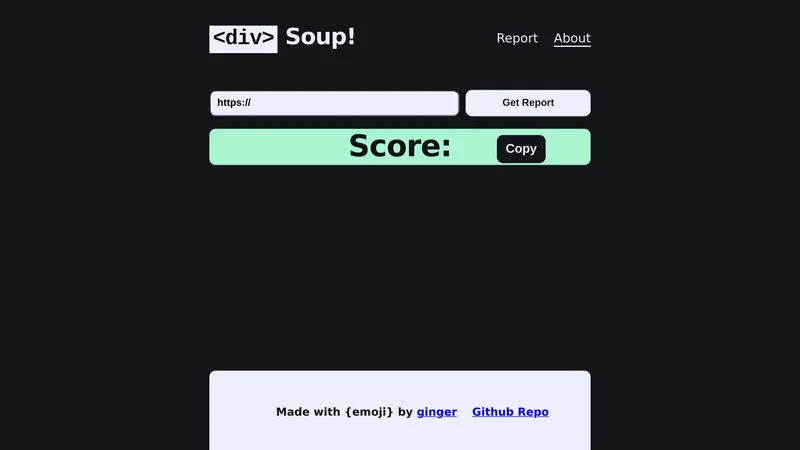 <div> Soup!
Report About
https:// Get Report
Score: Copy
Made with {emoji} by ginger Github Repo